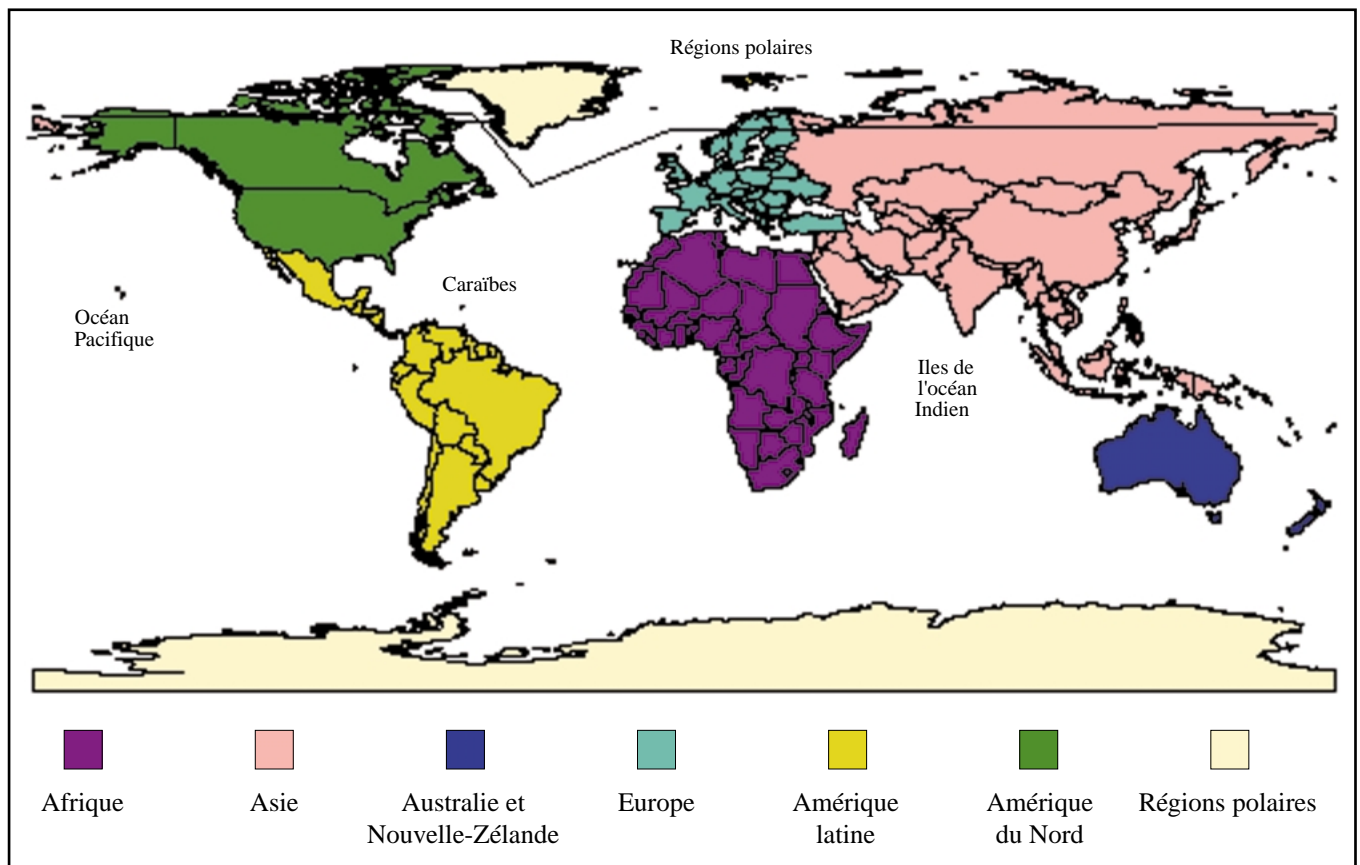 Régions polaires
Caraïbes
Océan
Pacifique
Iles de
l'océan
Indien
Afrique
Asie
Australie et
Nouvelle-Zélande
Europe
Amérique
latine
Amérique
du Nord
Régions polaires